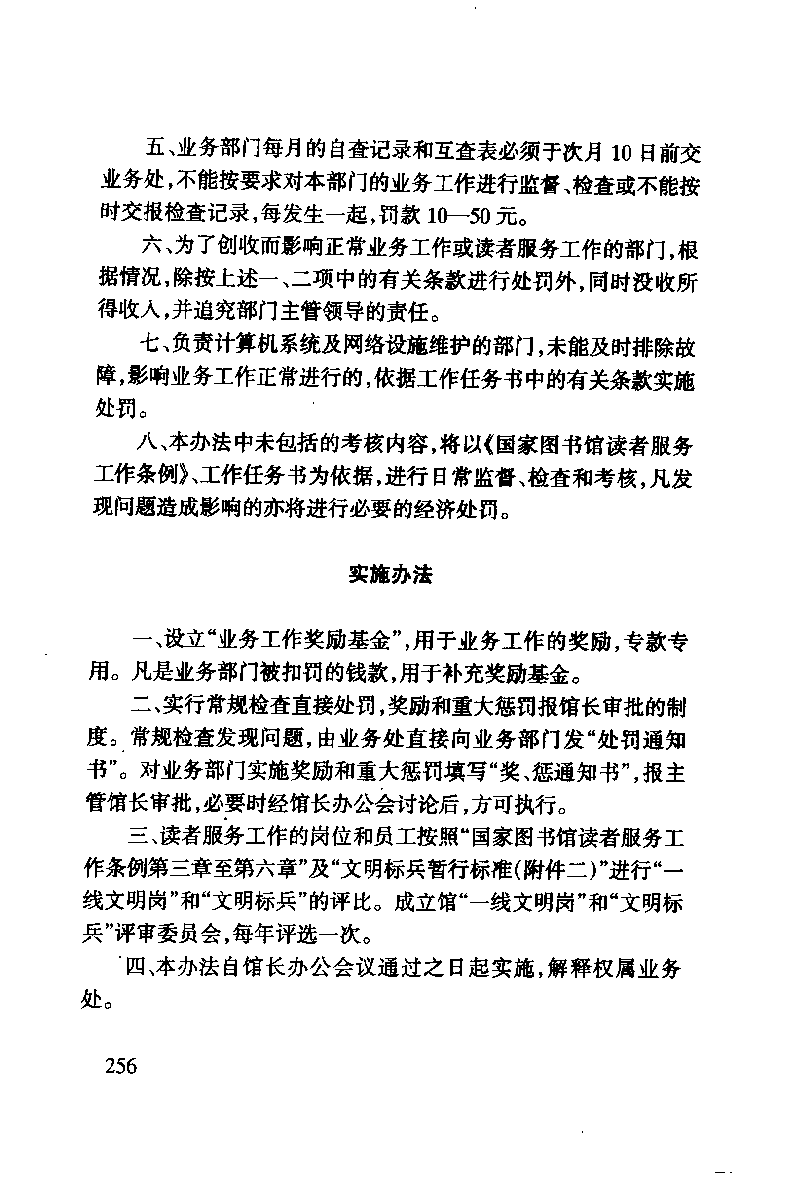 五、业务部门每月的自查记录和互查表必须于次月 10 日前交
业务处,不能按要求对本部门的业务工作进行监督、检查或不能按
时交报检查记录,每发生一起,罚款 10—50 元。
六、为了创收而影响正常业务工作或读者服务工作的部门,根
据情况,除按上述一、二项中的有关条款进行处罚外,同时没收所
得收入,并追究部门主管领导的责任。
七、负责计算机系统及网络设施维护的部门,未能及时排除故
障,影响业务工作正常进行的,依据工作任务书中的有关条款实施
处罚。
八、本办法中未包括的考核内容,将以《国家图书馆读者服务
工作条例》、工作任务书为依据,进行日常监督、检查和考核,凡发
现问题造成影响的亦将进行必要的经济处罚。
实施办法
一、设立“业务工作奖励基金”,用于业务工作的奖励,专款专
用。凡是业务部门被扣罚的钱款,用于补充奖励基金。
二、实行常规检查直接处罚,奖励和重大惩罚报馆长审批的制
度。常规检查发现问题,由业务处直接向业务部门发“处罚通知
书”。对业务部门实施奖励和重大惩罚填写“奖、惩通知书”,报主
管馆长审批,必要时经馆长办公会讨论后,方可执行。
三、读者服务工作的岗位和员工按照“国家图书馆读者服务工
作条例第三章至第六章”及“文明标兵暂行标准(附件二)”进行“一
线文明岗”和“文明标兵”的评比。成立馆“一线文明岗”和“文明标
兵”评审委员会,每年评选一次。
四、本办法自馆长办公会议通过之日起实施,解释权属业务
处。
256